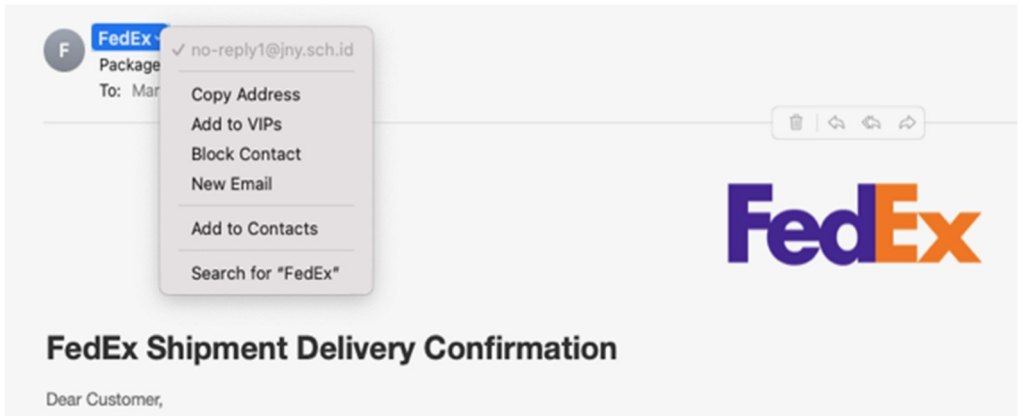 F
FedEx
Package
To: Mar
✓ no-reply1@jny.sch.id
Copy Address
Add to VIPs
Block Contact
New Email
Add to Contacts
Search for "FedEx"
FedEx
FedEx Shipment Delivery Confirmation
Dear Customer,